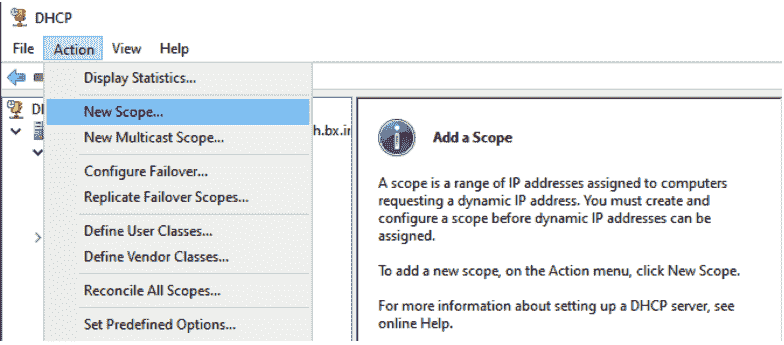 DHCP
File Action View Help
Display Statistics...
New Scope...
New Multicast Scope...
Configure Failover...
Replicate Failover Scopes...
Define User Classes...
Define Vendor Classes...
Reconcile All Scopes...
Set Predefined Options...
Add a Scope
A scope is a range of IP addresses assigned to computers
requesting a dynamic IP address. You must create and
configure a scope before dynamic IP addresses can be
assigned.
To add a new scope, on the Action menu, click New Scope.
For more information about setting up a DHCP server, see
online Help.